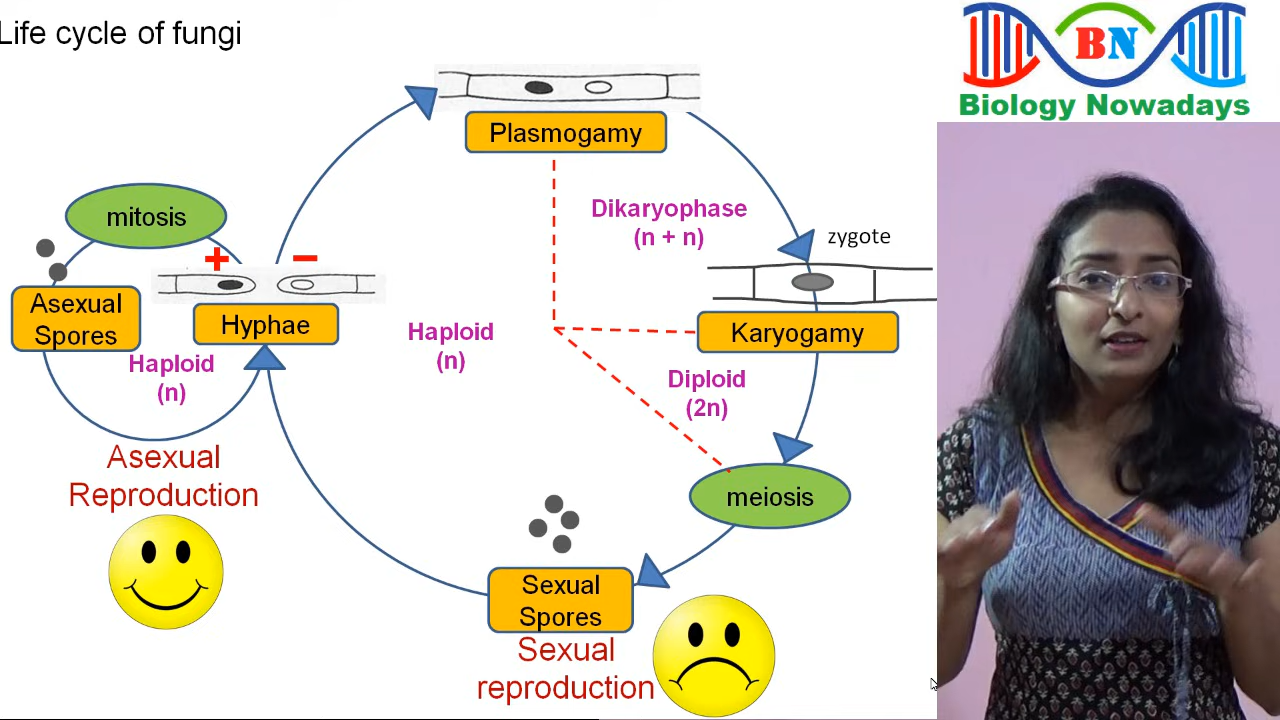 Life cycle of fungi
BN
Biology Nowadays
Plasmogamy
mitosis
Dikaryophase
(n + n)
zygote
+ −
Asexual
Spores
Hyphae
Haploid
(n)
Karyogamy
Haploid
(n)
Diploid
(2n)
Asexual
Reproduction
meiosis
Sexual
Spores
Sexual
reproduction